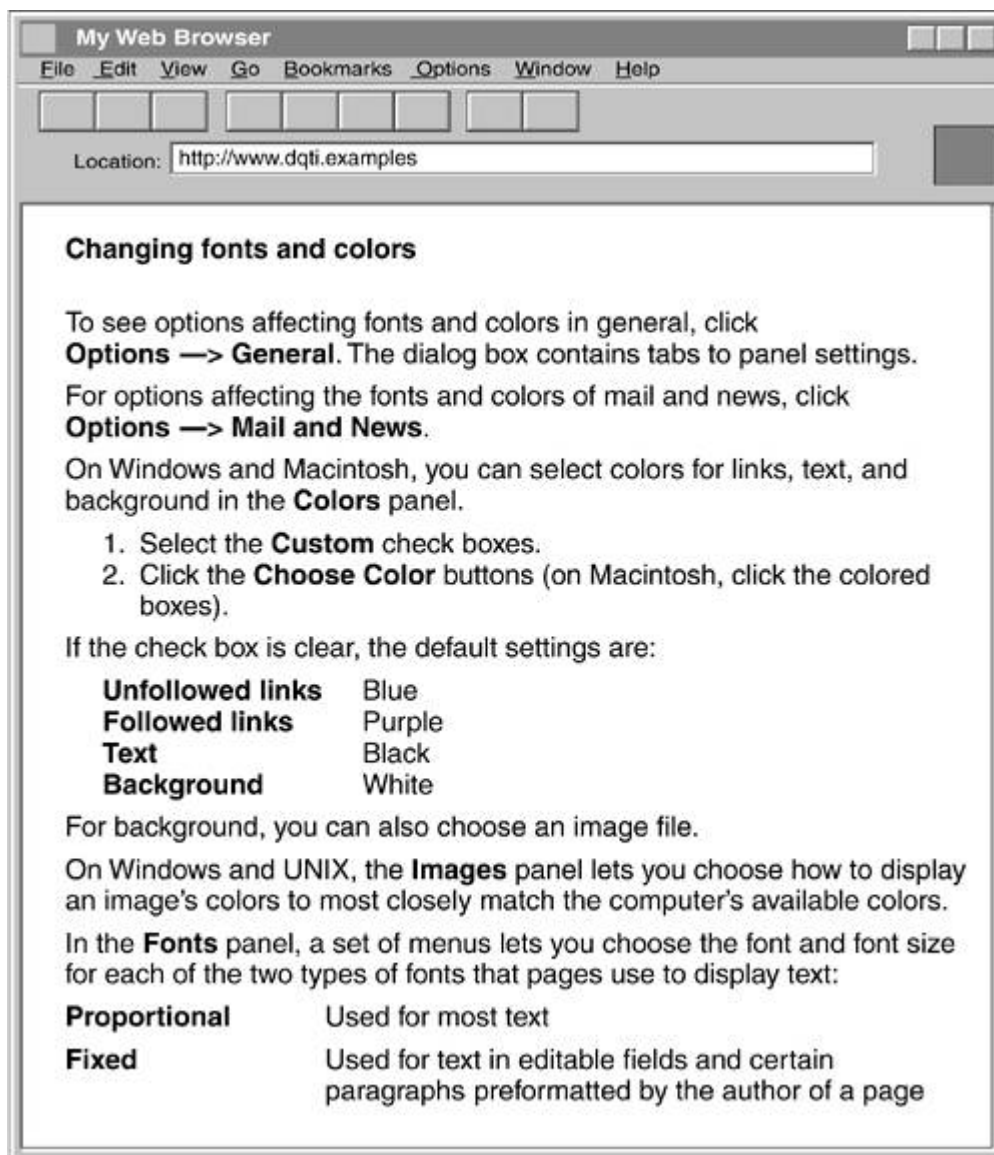 My Web Browser
File Edit View Go Bookmarks Options Window Help
Location: http://www.dqti.examples
Changing fonts and colors
To see options affecting fonts and colors in general, click
Options —> General. The dialog box contains tabs to panel settings.
For options affecting the fonts and colors of mail and news, click
Options —> Mail and News.
On Windows and Macintosh, you can select colors for links, text, and
background in the Colors panel.
1. Select the Custom check boxes.
2. Click the Choose Color buttons (on Macintosh, click the colored
boxes).
If the check box is clear, the default settings are:
Unfollowed links Blue
Followed links Purple
Text Black
Background White
For background, you can also choose an image file.
On Windows and UNIX, the Images panel lets you choose how to display
an image's colors to most closely match the computer's available colors.
In the Fonts panel, a set of menus lets you choose the font and font size
for each of the two types of fonts that pages use to display text:
Proportional Used for most text
Fixed Used for text in editable fields and certain
paragraphs preformatted by the author of a page